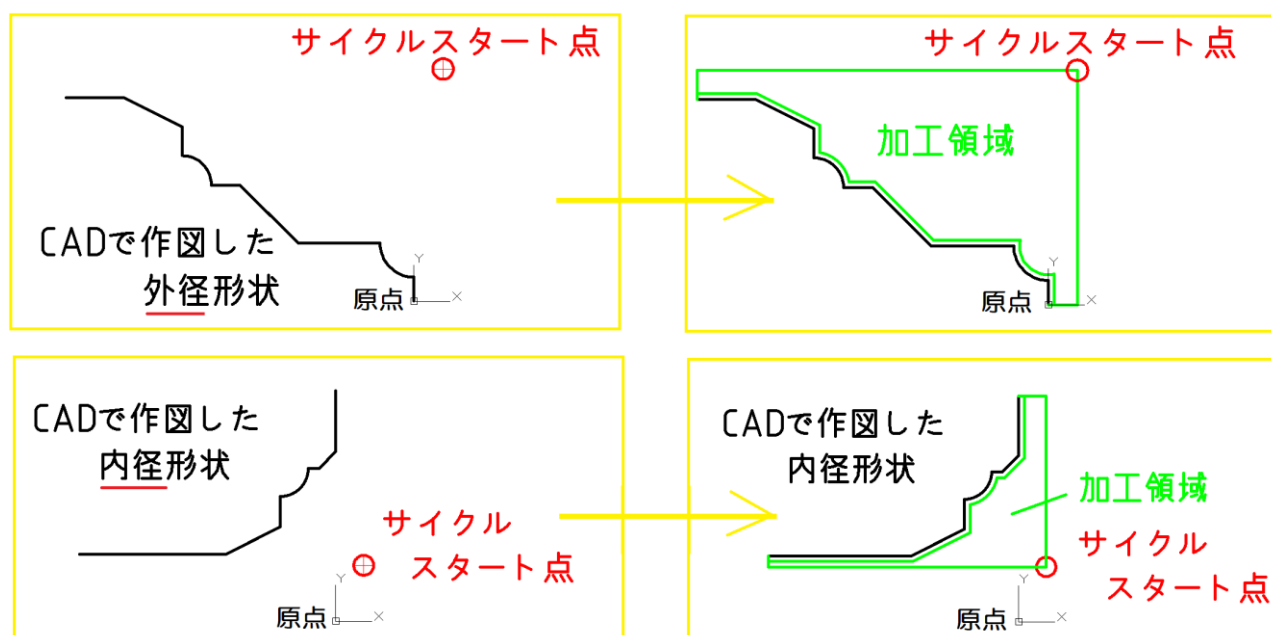 サイクルスタート点
CADで作図した
外径形状
Y
X
原点
サイクルスタート点
加工領域
Y
X
原点
CADで作図した
内径形状
サイクル
スタート点
Y
X
原点
CADで作図した
内径形状
加工領域
サイクル
スタート点
Y
X
原点